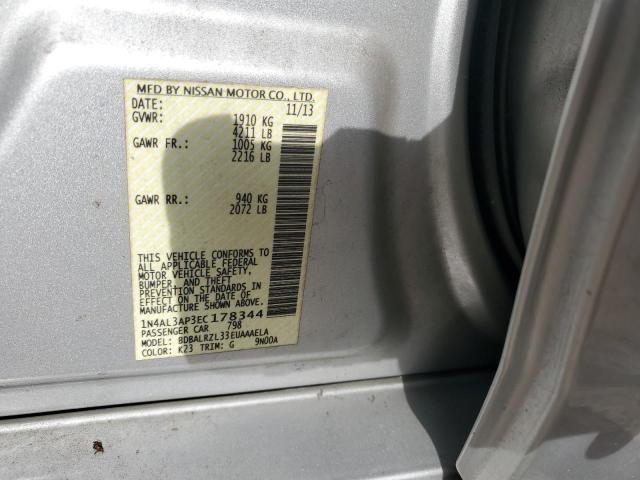 MFD BY NISSAN MOTOR CO., LTD.
DATE: 11/13
GVWR: 1910 KG
4211 LB
GAWR FR.: 1005 KG
2216 LB
GAWR RR.: 940 KG
2072 LB
THIS VEHICLE CONFORMS TO
ALL APPLICABLE FEDERAL
MOTOR VEHICLE SAFETY,
BUMPER, AND THEFT
PREVENTION STANDARDS IN
EFFECT ON THE DATE OF
MANUFACTURE SHOWN ABOVE.
1N4AL3AP3EC178344
PASSENGER CAR 798
MODEL: BDBALRZL33EUAAAELA
COLOR: K23 TRIM: G 9N00A